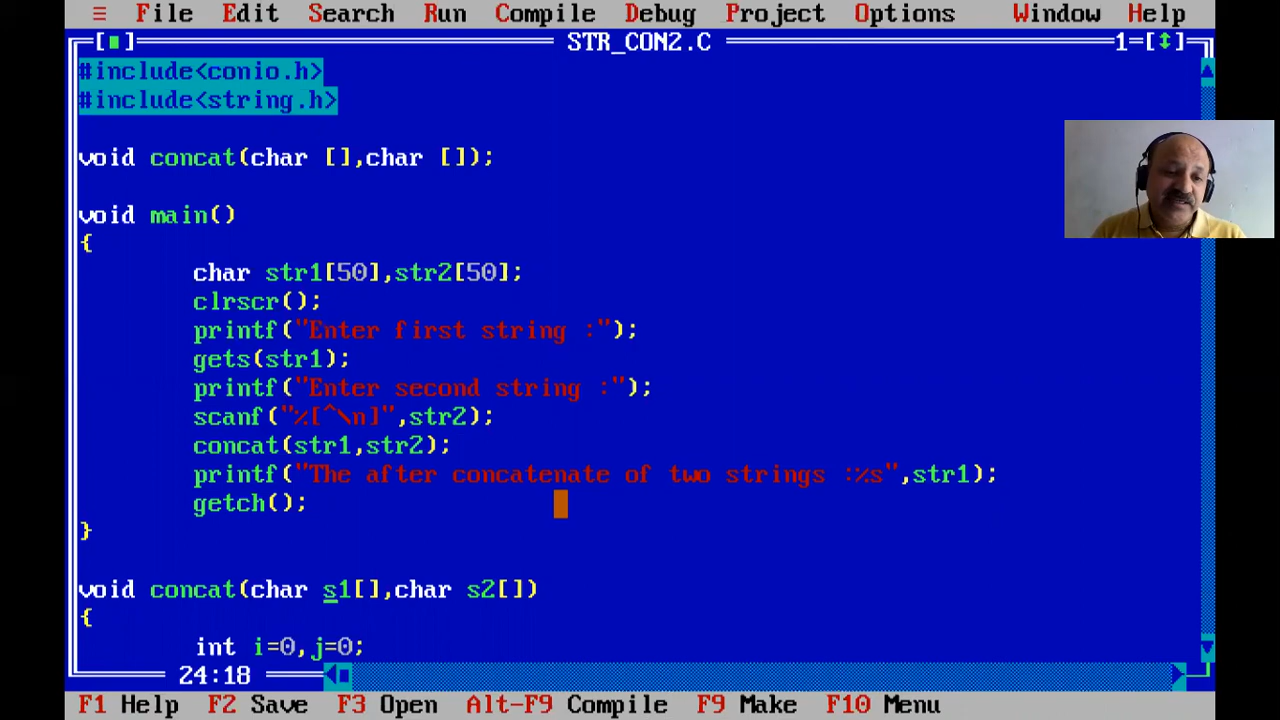 ≡ File Edit Search Run Compile Debug Project Options Window Help
[■] STR_CON2.C 1=[↕]
#include<conio.h>
#include<string.h>
void concat(char [],char []);
void main()
{
char str1[50],str2[50];
clrscr();
printf("Enter first string :");
gets(str1);
printf("Enter second string :");
scanf("%[^\n]",str2);
concat(str1,str2);
printf("The after concatenate of two strings :%s",str1);
getch();
}
void concat(char s1[],char s2[])
{
int i=0,j=0;
24:18
F1 Help F2 Save F3 Open Alt-F9 Compile F9 Make F10 Menu